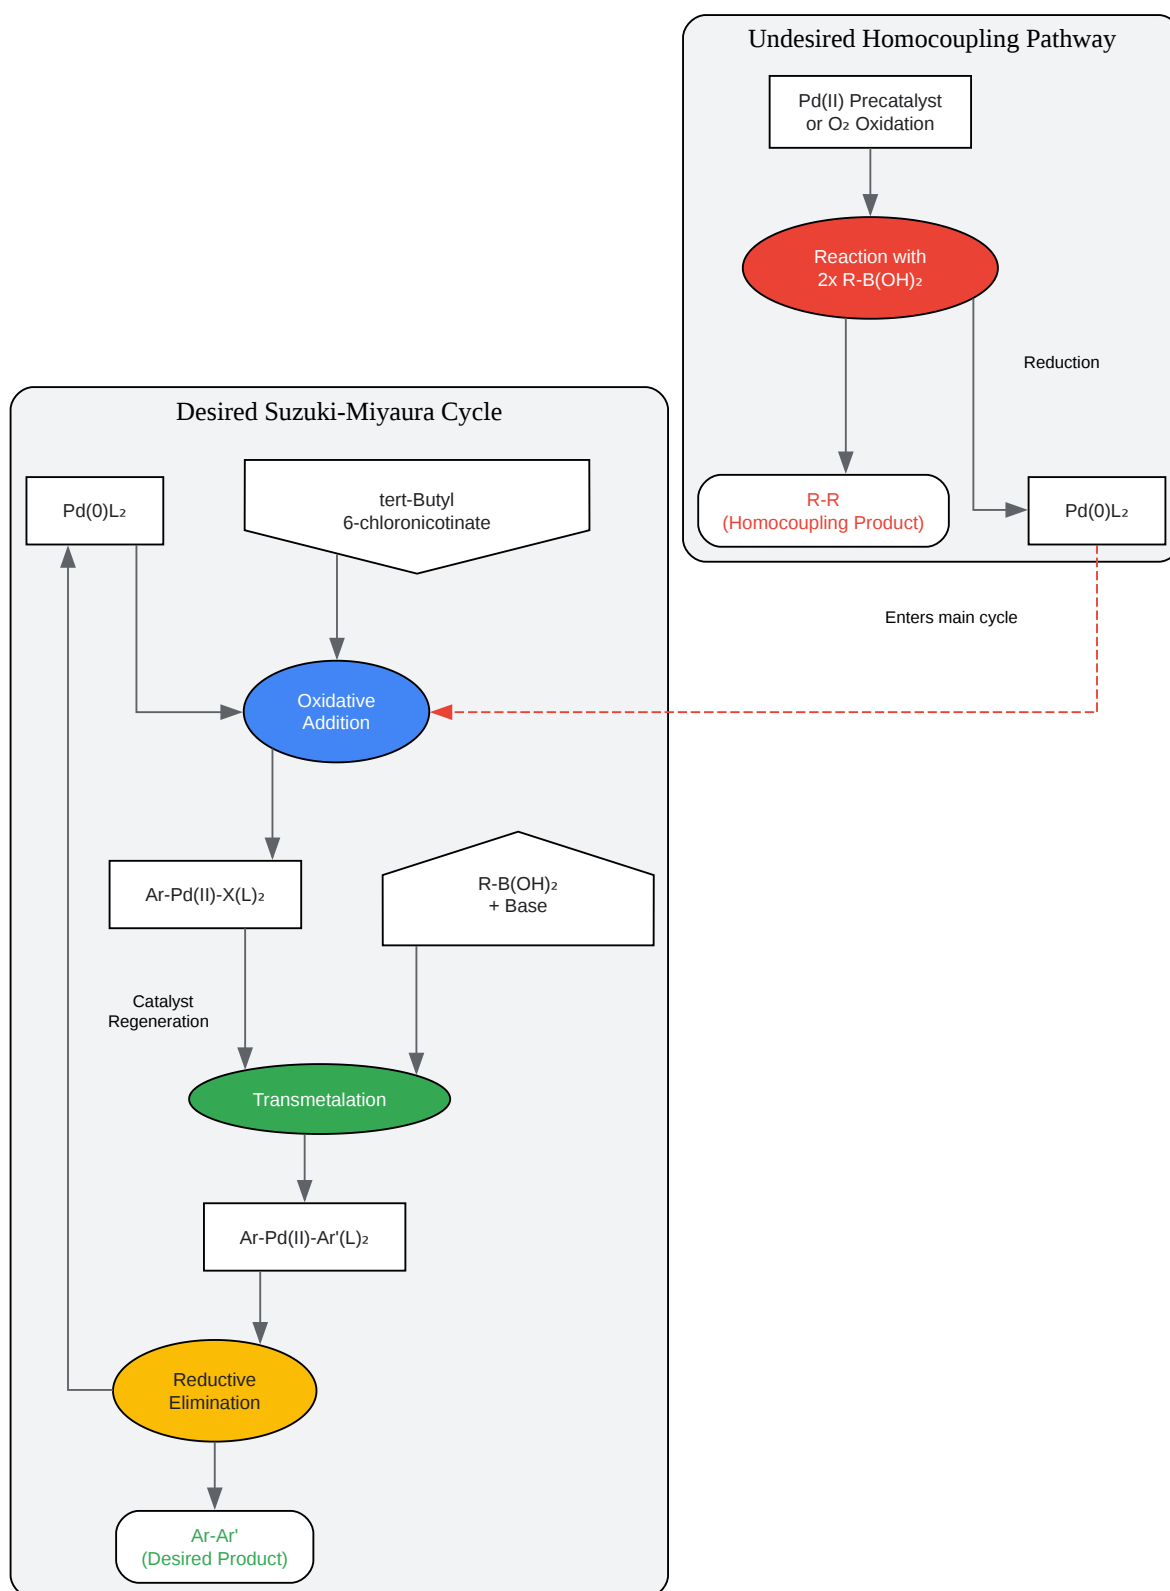 Undesired Homocoupling Pathway
Pd(II) Precatalyst
or O₂ Oxidation
Reaction with
2x R-B(OH)₂
Reduction
R-R
(Homocoupling Product)
Pd(0)L₂
Enters main cycle
Desired Suzuki-Miyaura Cycle
Pd(0)L₂
tert-Butyl
6-chloronicotinate
Oxidative
Addition
Ar-Pd(II)-X(L)₂
R-B(OH)₂
+ Base
Catalyst
Regeneration
Transmetalation
Ar-Pd(II)-Ar'(L)₂
Reductive
Elimination
Ar-Ar'
(Desired Product)